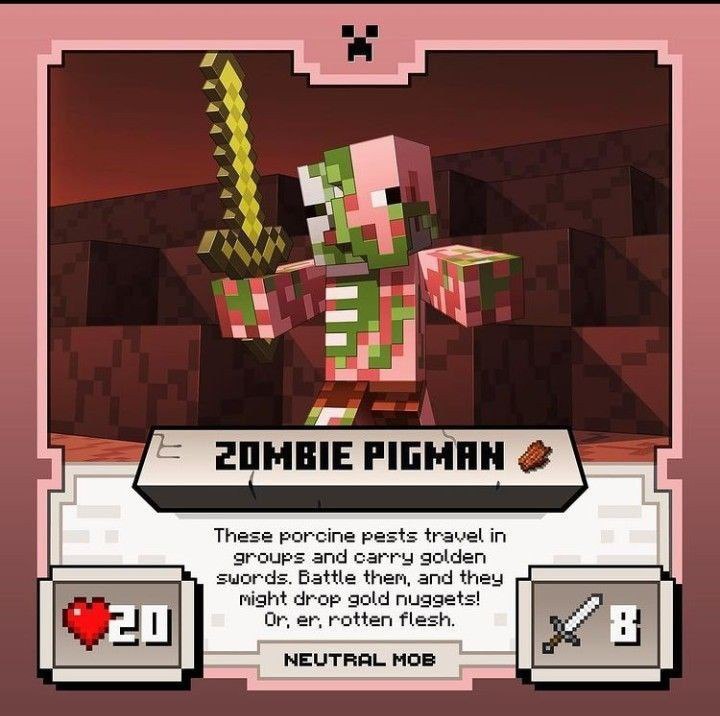 ZOMBIE PIGMAN
These porcine pests travel in
groups and carry golden
swords. Battle them, and they
might drop gold nuggets!
Or, er, rotten flesh.
20
8
NEUTRAL MOB